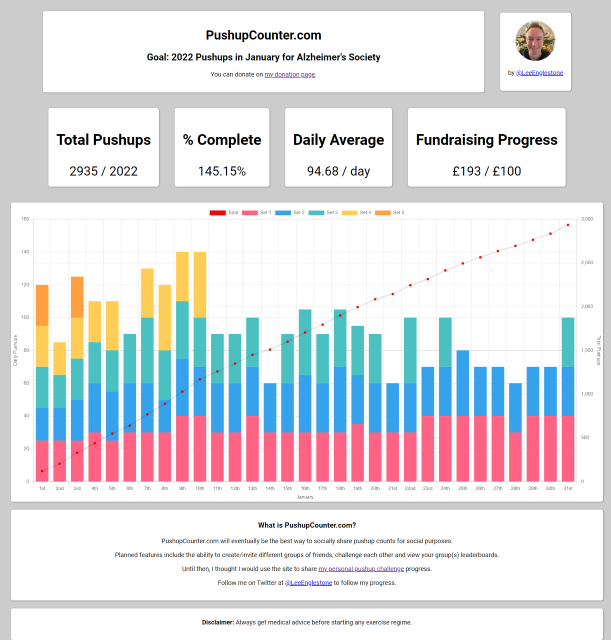 PushupCounter.com
Goal: 2022 Pushups in January for Alzheimer's Society
You can donate on my donation page.
by @LeeEnglestone
Total Pushups
2935 / 2022
% Complete
145.15%
Daily Average
94.68 / day
Fundraising Progress
£193 / £100
Total Set 1 Set 2 Set 3 Set 4 Set 5
160
140
120
100
80
60
40
20
0
Daily Pushups
3,000
2,500
2,000
1,500
1,000
500
0
Total Pushups
1st 2nd 3rd 4th 5th 6th 7th 8th 9th 10th 11th 12th 13th 14th 15th 16th 17th 18th 19th 20th 21st 22nd 23rd 24th 25th 26th 27th 28th 29th 30th 31st
January
What is PushupCounter.com?
PushupCounter.com will eventually be the best way to socially share pushup counts for social purposes.
Planned features include the ability to create/invite different groups of friends, challenge each other and view your group(s) leaderboards.
Until then, I thought I would use the site to share my personal pushup challenge progress.
Follow me on Twitter at @LeeEnglestone to follow my progress.
Disclaimer: Always get medical advice before starting any exercise regime.